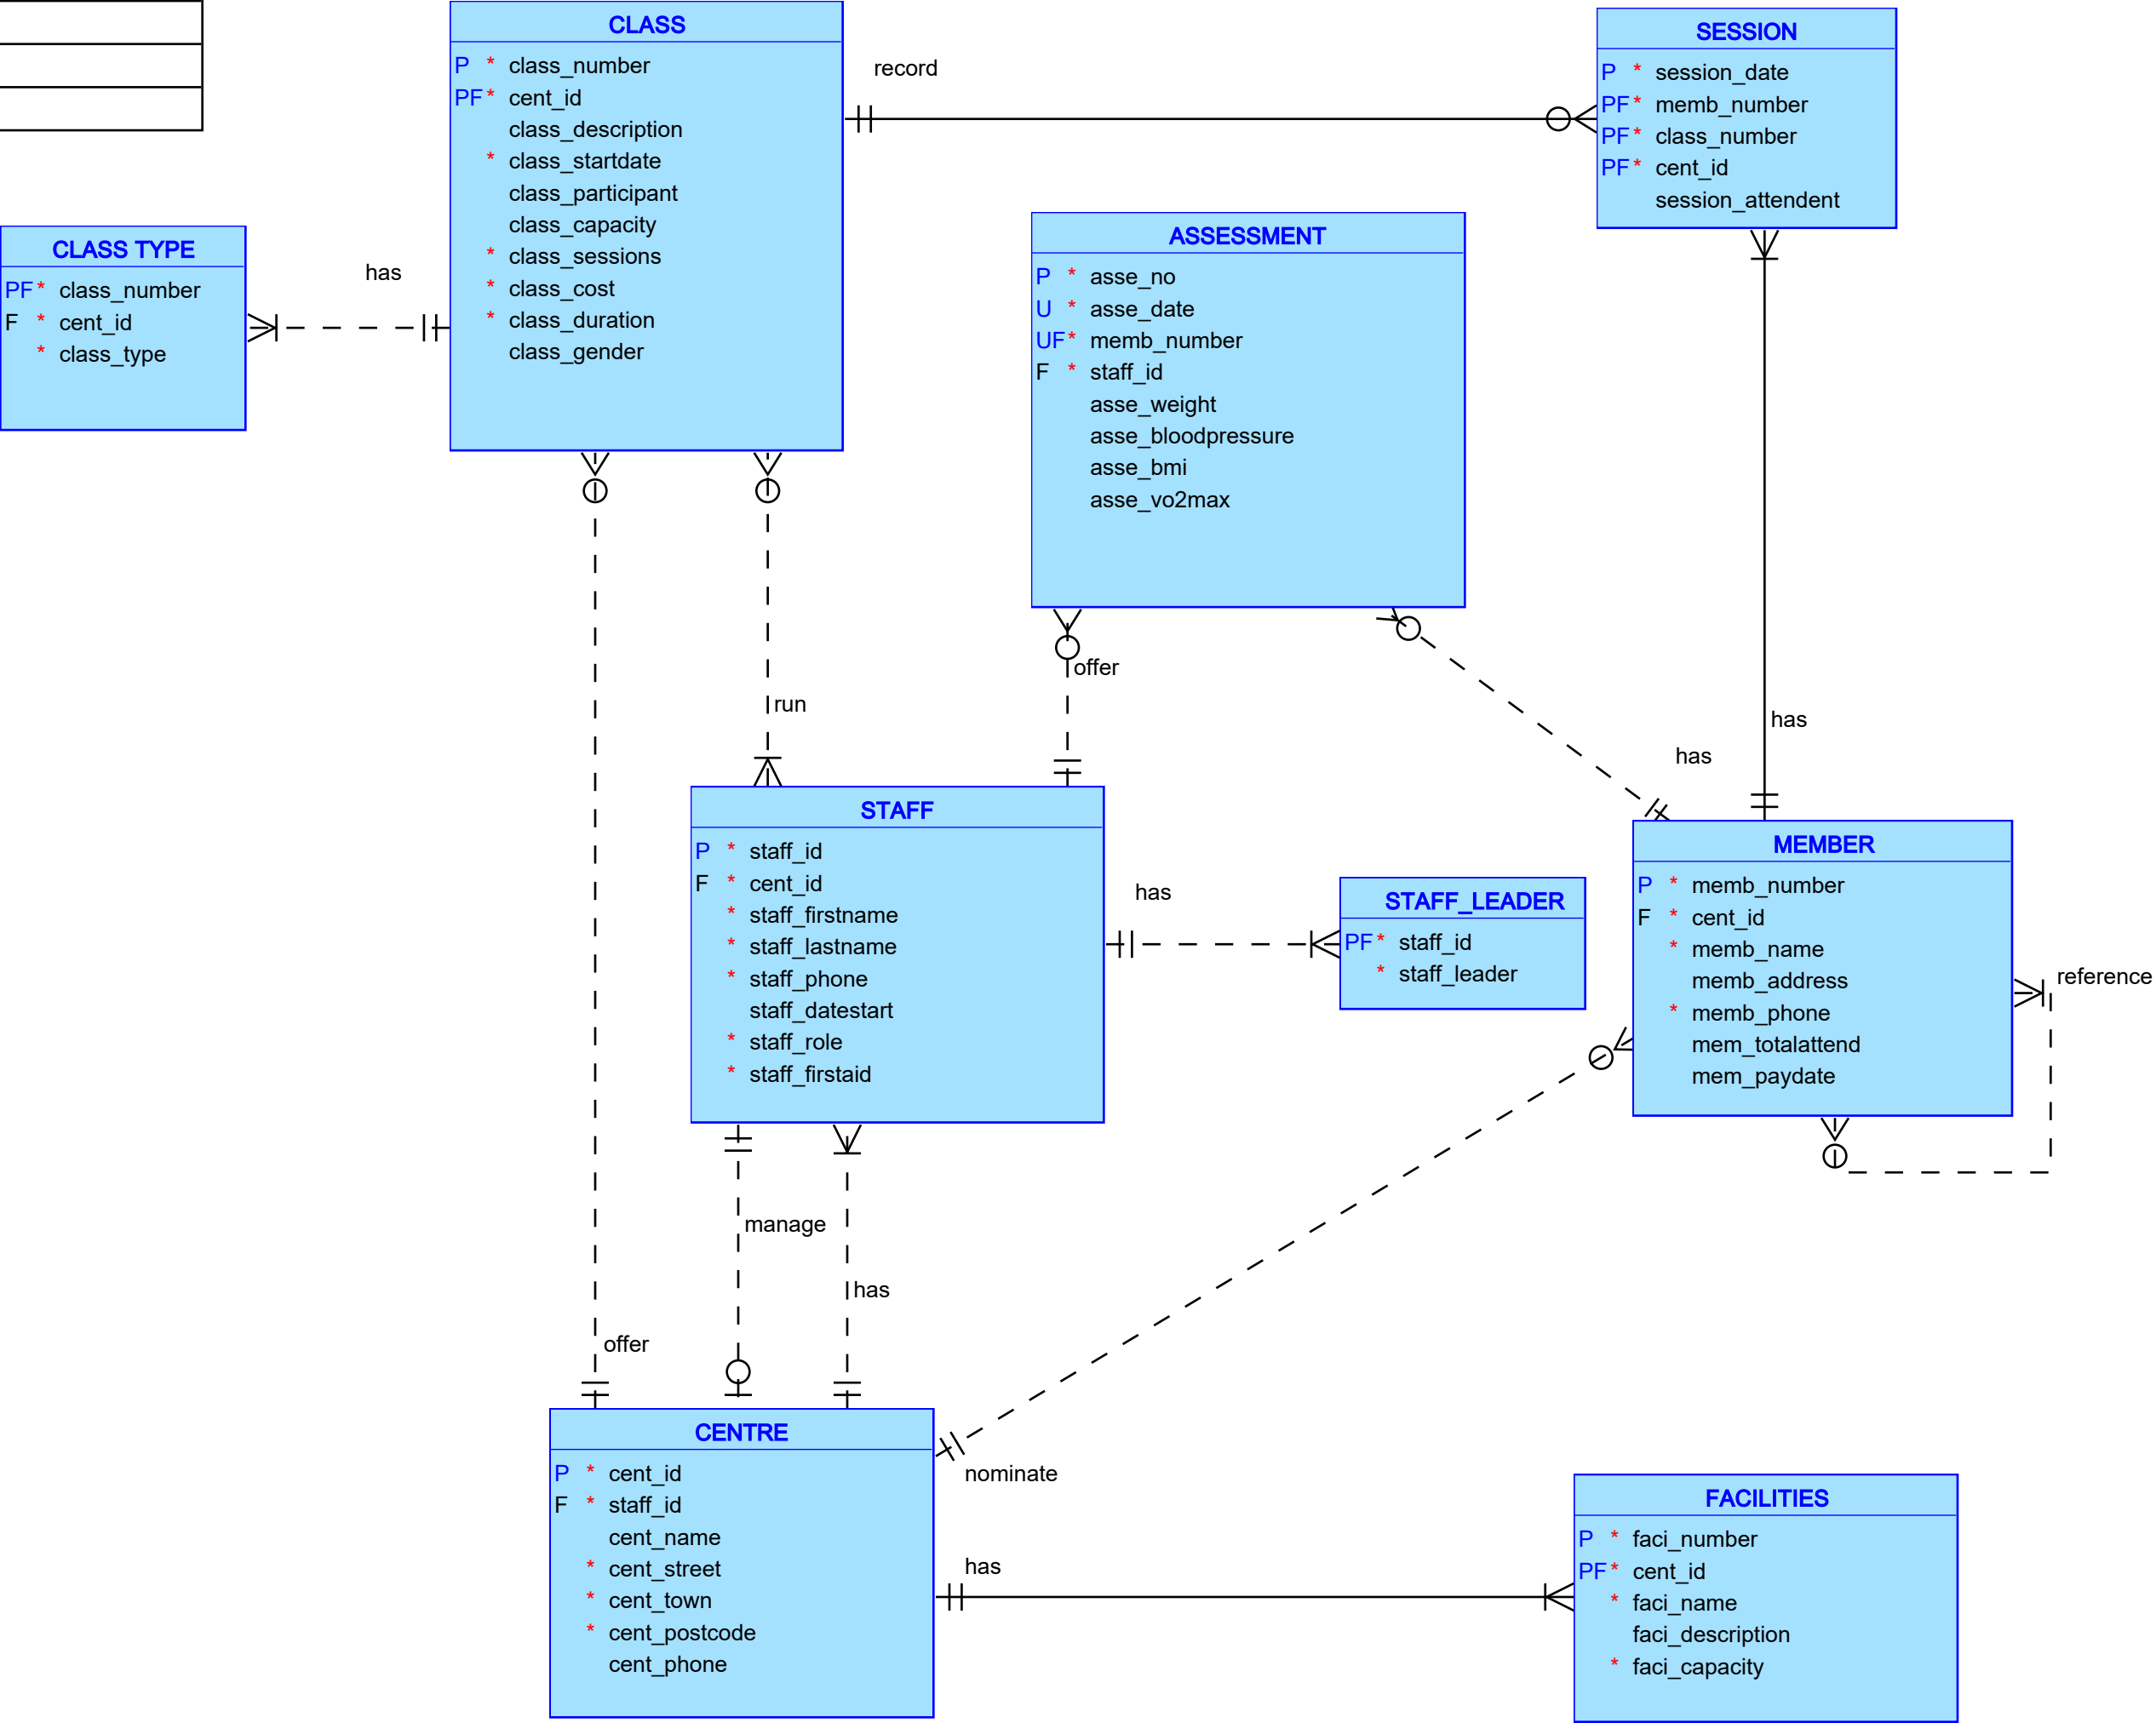 CLASS
P * class_number
PF* cent_id
class_description
* class_startdate
class_participant
class_capacity
* class_sessions
* class_cost
* class_duration
class_gender
record
SESSION
P * session_date
PF* memb_number
PF* class_number
PF* cent_id
session_attendent
CLASS TYPE
PF* class_number
F * cent_id
* class_type
has
ASSESSMENT
P * asse_no
U * asse_date
UF* memb_number
F * staff_id
asse_weight
asse_bloodpressure
asse_bmi
asse_vo2max
offer
run
has
has
STAFF
P * staff_id
F * cent_id
* staff_firstname
* staff_lastname
* staff_phone
staff_datestart
* staff_role
* staff_firstaid
has
STAFF_LEADER
PF* staff_id
* staff_leader
MEMBER
P * memb_number
F * cent_id
* memb_name
memb_address
* memb_phone
mem_totalattend
mem_paydate
reference
manage
has
offer
CENTRE
P * cent_id
F * staff_id
cent_name
* cent_street
* cent_town
* cent_postcode
cent_phone
nominate
has
FACILITIES
P * faci_number
PF* cent_id
* faci_name
faci_description
* faci_capacity